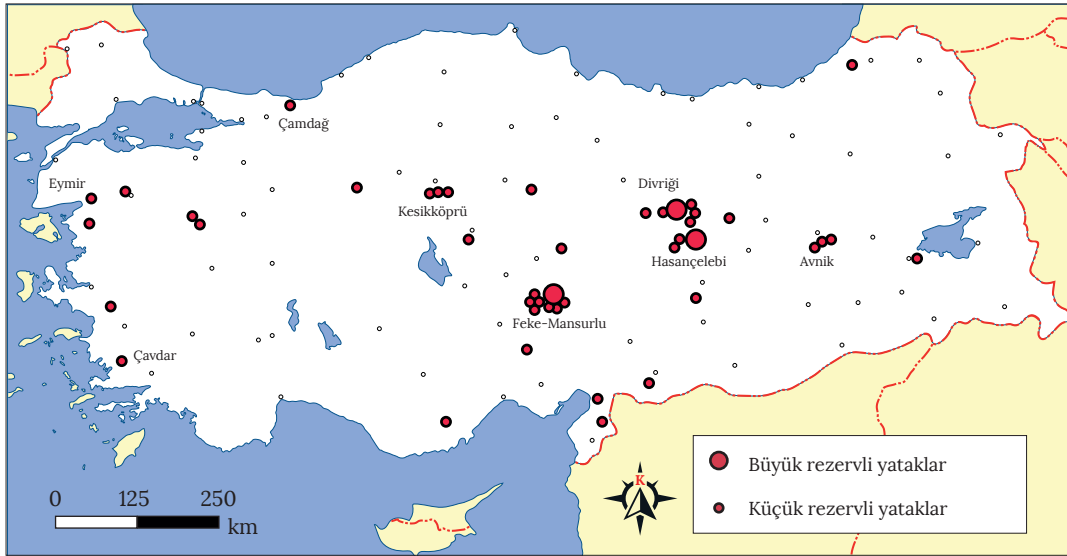 Çamdağ
Eymir
Divriği
Kesikköprü
Hasançelebi
Avnik
Feke-Mansurlu
Çavdar
K
Büyük rezervli yataklar
Küçük rezervli yataklar
0 125 250
km